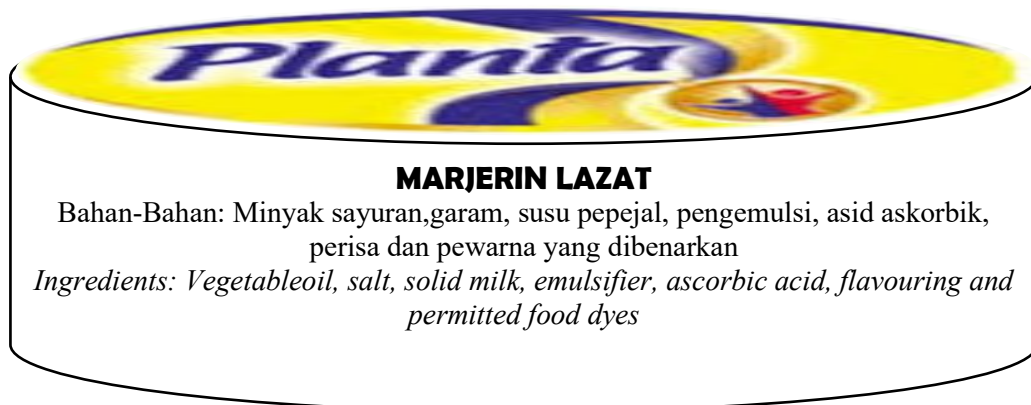 Planta
MARJERIN LAZAT
Bahan-Bahan: Minyak sayuran,garam, susu pepejal, pengemulsi, asid askorbik,
perisa dan pewarna yang dibenarkan
Ingredients: Vegetableoil, salt, solid milk, emulsifier, ascorbic acid, flavouring and
permitted food dyes